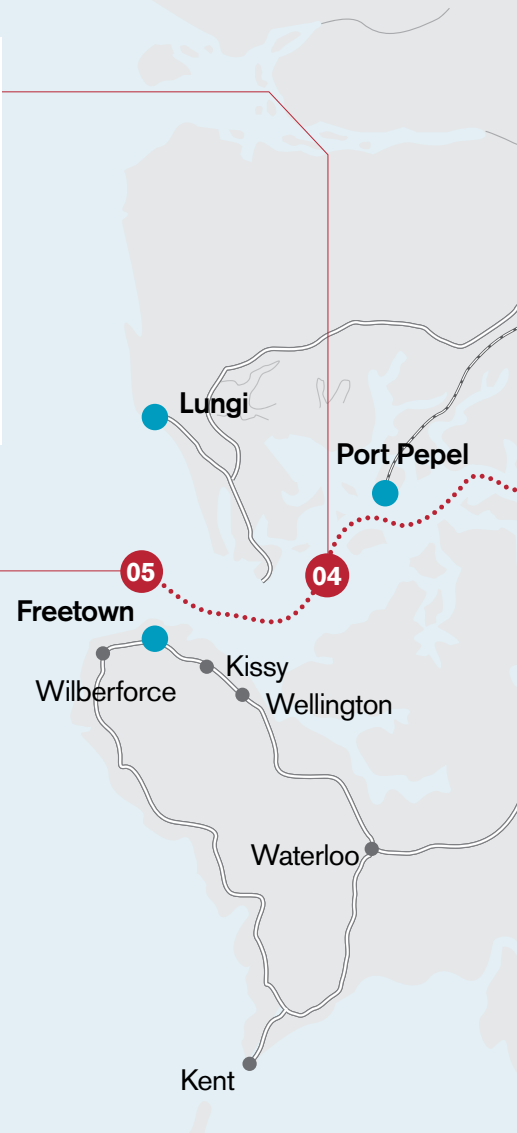 Lungi
Port Pepel
05
04
Freetown
Kissy
Wilberforce
Wellington
Waterloo
Kent